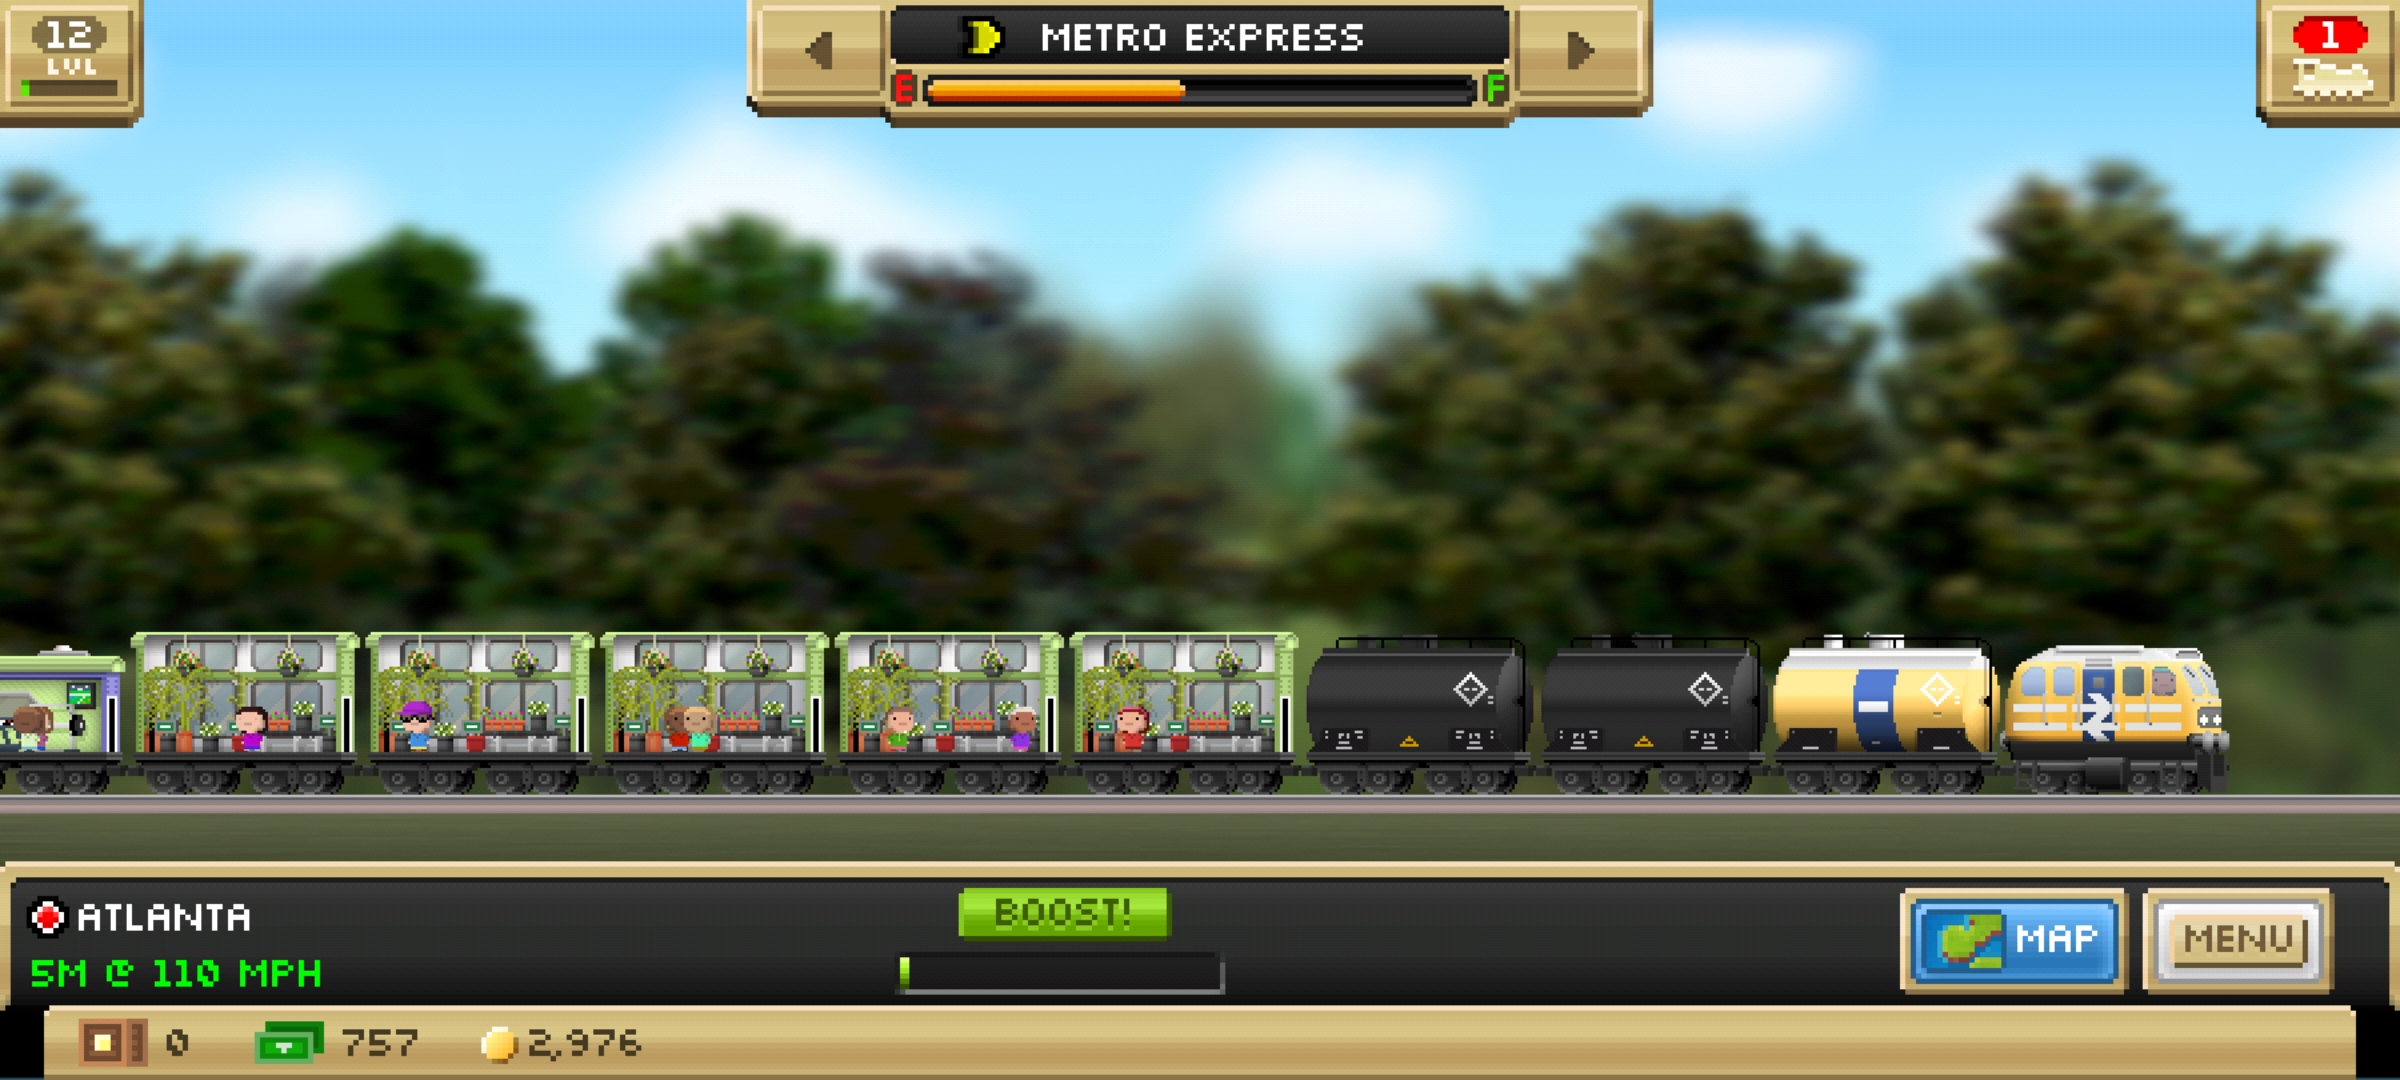 12
LVL
METRO EXPRESS
E F
1
ATLANTA
5M @ 110 MPH
BOOST!
MAP
MENU
0
757
2,976